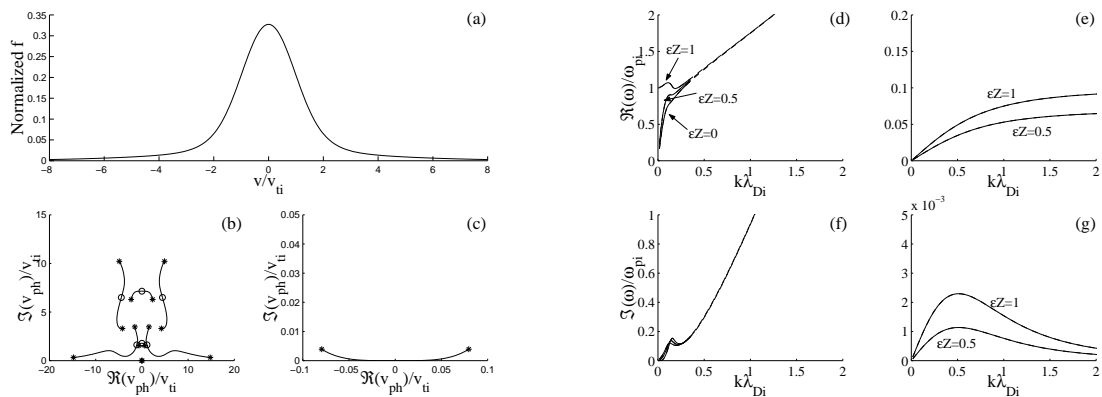 (a)
Normalized f
0.35
0.3
0.25
0.2
0.15
0.1
0.05
0
−8 −6 −4 −2 0 2 4 6 8
v/v_ti
(b)
ℑ(v_ph)/v_ti
15
10
5
0
−20 −10 0 10 20
ℜ(v_ph)/v_ti
(c)
ℑ(v_ph)/v_ti
0.05
0.04
0.03
0.02
0.01
0
−0.1 −0.05 0 0.05 0.1
ℜ(v_ph)/v_ti
(d)
ℜ(ω)/ω_pi
2
1.5
1
0.5
0
εZ=1
εZ=0.5
εZ=0
0 0.5 1 1.5 2
kλ_Di
(e)
0.2
0.15
0.1
0.05
0
εZ=1
εZ=0.5
0 0.5 1 1.5 2
kλ_Di
(f)
ℑ(ω)/ω_pi
1
0.8
0.6
0.4
0.2
0
0 0.5 1 1.5 2
kλ_Di
(g)
x 10⁻³
5
4
3
2
1
0
εZ=1
εZ=0.5
0 0.5 1 1.5 2
kλ_Di